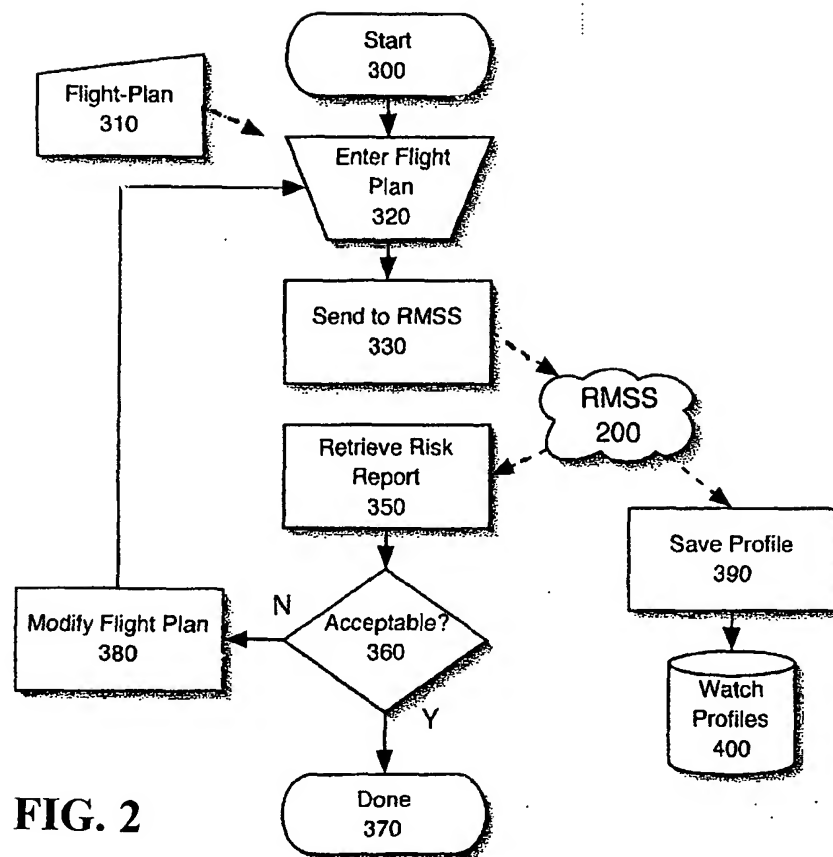 Start
300
Flight-Plan
310
Enter Flight
Plan
320
Send to RMSS
330
RMSS
200
Retrieve Risk
Report
350
Save Profile
390
N
Acceptable?
360
Modify Flight Plan
380
Y
Watch
Profiles
400
Done
370
FIG. 2